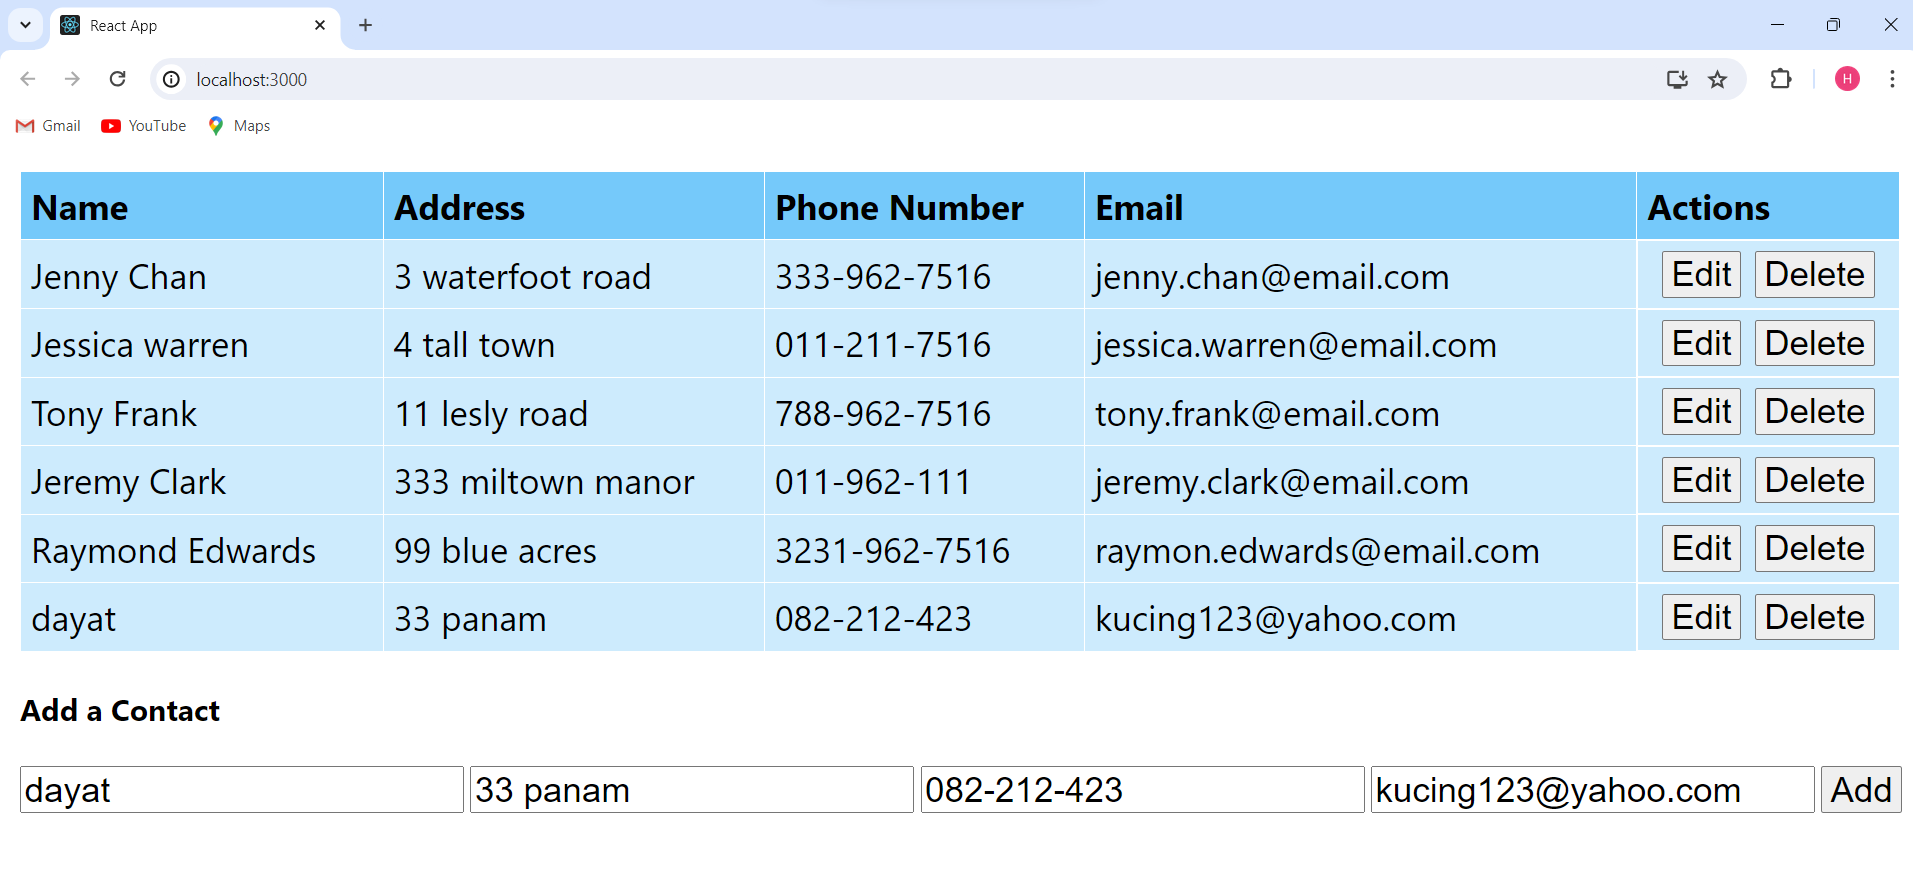 React App
localhost:3000
H
Gmail YouTube Maps
Name Address Phone Number Email Actions
Jenny Chan 3 waterfoot road 333-962-7516 jenny.chan@email.com Edit Delete
Jessica warren 4 tall town 011-211-7516 jessica.warren@email.com Edit Delete
Tony Frank 11 lesly road 788-962-7516 tony.frank@email.com Edit Delete
Jeremy Clark 333 miltown manor 011-962-111 jeremy.clark@email.com Edit Delete
Raymond Edwards 99 blue acres 3231-962-7516 raymon.edwards@email.com Edit Delete
dayat 33 panam 082-212-423 kucing123@yahoo.com Edit Delete
Add a Contact
dayat 33 panam 082-212-423 kucing123@yahoo.com Add